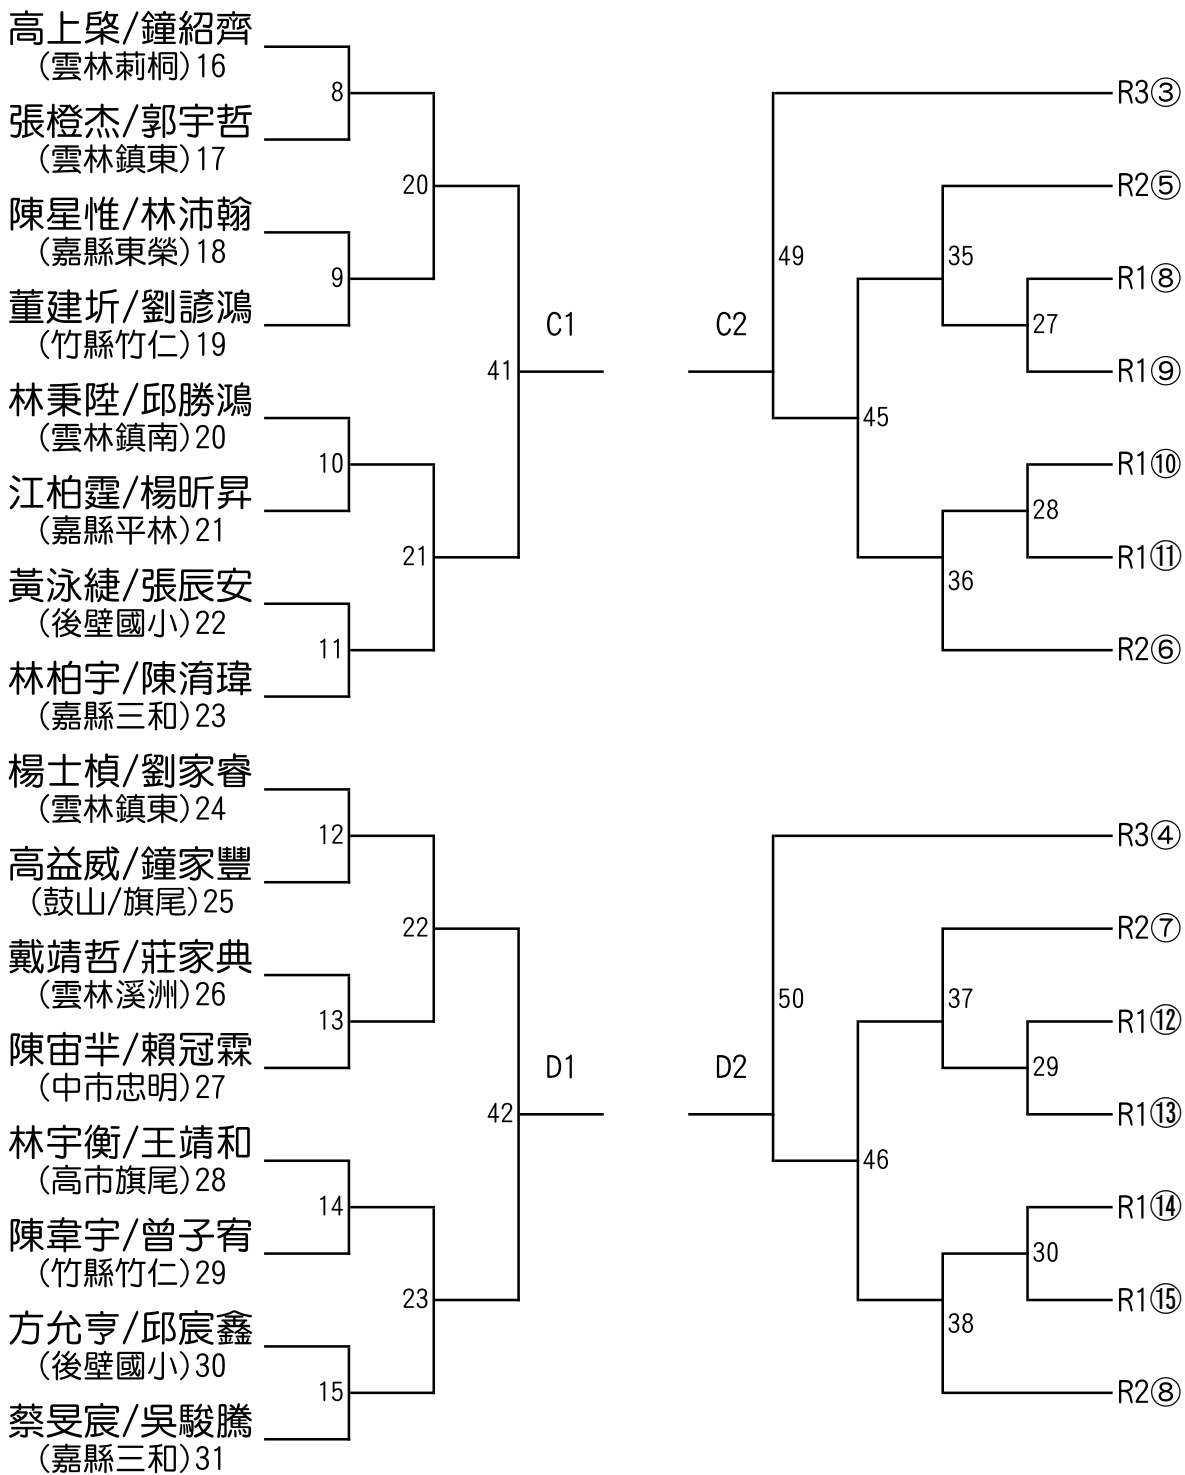 高上棨/鐘紹齊
(雲林莿桐)16
張橙杰/郭宇哲
(雲林鎮東)17
陳星惟/林沛翰
(嘉縣東榮)18
董建圻/劉諺鴻
(竹縣竹仁)19
林秉陞/邱勝鴻
(雲林鎮南)20
江柏霆/楊昕昇
(嘉縣平林)21
黃泳緁/張辰安
(後壁國小)22
林柏宇/陳淯瑋
(嘉縣三和)23
8
9
10
11
20
21
41
C1
C2
49
45
35
36
27
28
R3③
R2⑤
R1⑧
R1⑨
R1⑩
R1⑪
R2⑥
楊士楨/劉家睿
(雲林鎮東)24
高益威/鐘家豐
(鼓山/旗尾)25
戴靖哲/莊家典
(雲林溪洲)26
陳宙芈/賴冠霖
(中市忠明)27
林宇衡/王靖和
(高市旗尾)28
陳韋宇/曾子宥
(竹縣竹仁)29
方允亨/邱宸鑫
(後壁國小)30
蔡旻宸/吳駿騰
(嘉縣三和)31
12
13
14
15
22
23
42
D1
D2
50
46
37
38
29
30
R3④
R2⑦
R1⑫
R1⑬
R1⑭
R1⑮
R2⑧